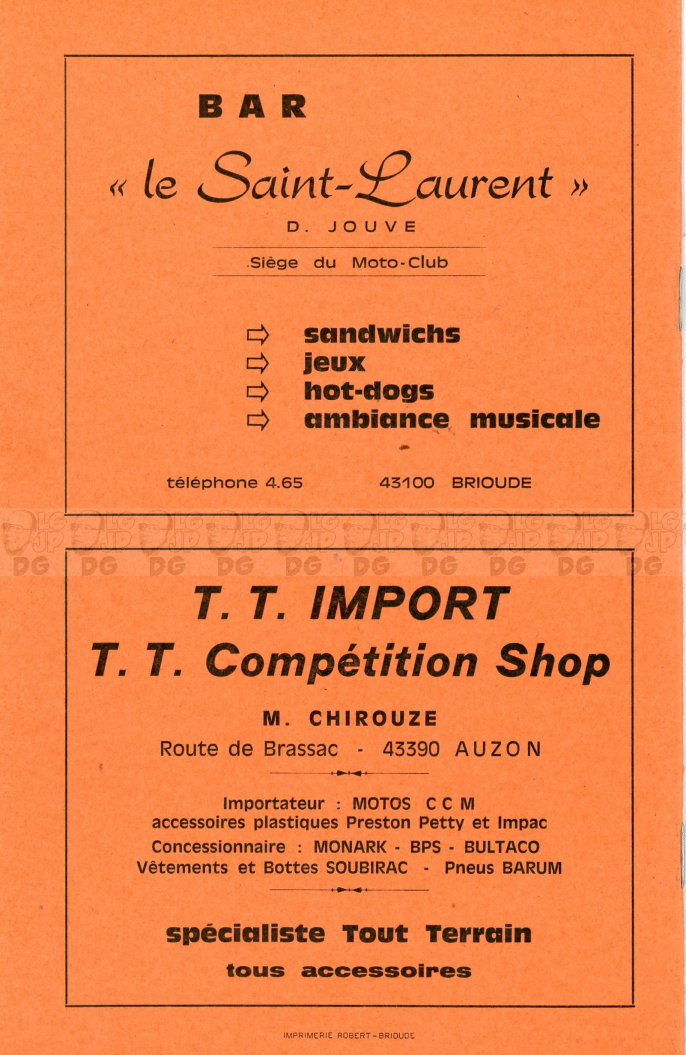 BAR
« le Saint-Laurent »
D. JOUVE
Siège du Moto-Club
sandwichs
jeux
hot-dogs
ambiance musicale
téléphone 4.65 43100 BRIOUDE
T. T. IMPORT
T. T. Compétition Shop
M. CHIROUZE
Route de Brassac - 43390 AUZON
Importateur : MOTOS CCM
accessoires plastiques Preston Petty et Impac
Concessionnaire : MONARK - BPS - BULTACO
Vêtements et Bottes SOUBIRAC - Pneus BARUM
spécialiste Tout Terrain
tous accessoires
IMPRIMERIE ROBERT-BRIOUDE